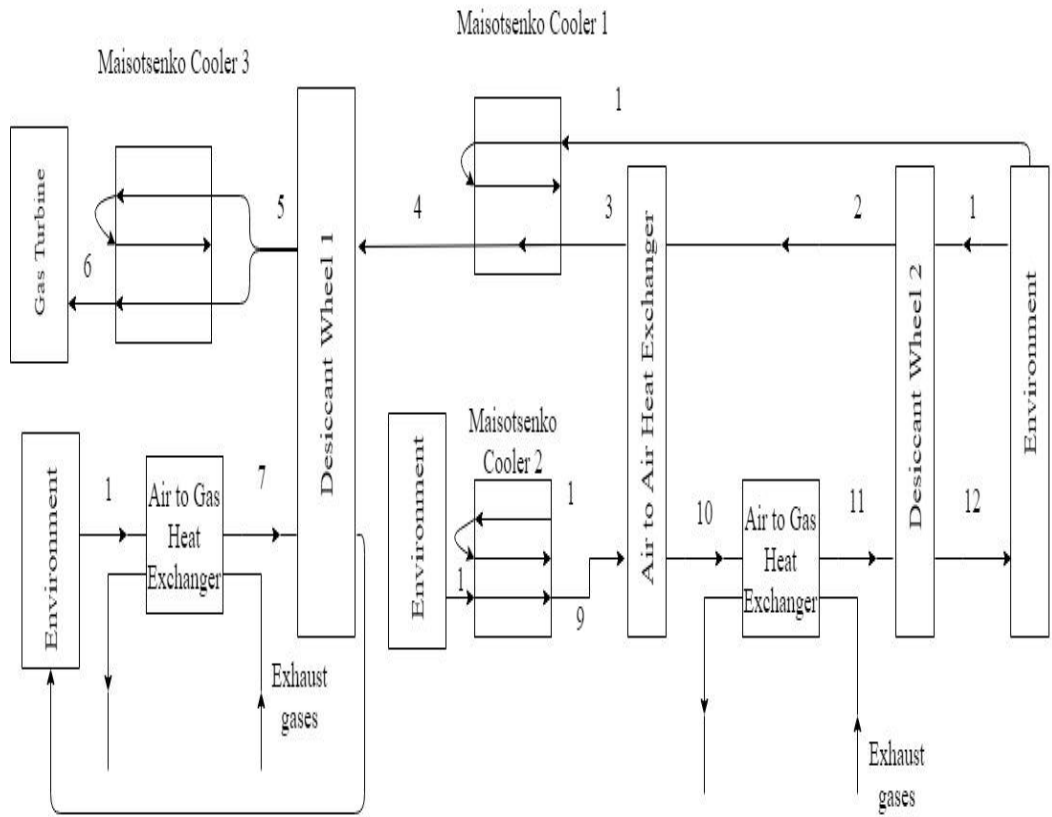 Maisotsenko Cooler 1
Maisotsenko Cooler 3
1
Gas Turbine
6
5
Desiccant Wheel 1
4
3
Air to Air Heat Exchanger
2
Desiccant Wheel 2
1
Environment
Environment
1
Air to Gas
Heat
Exchanger
7
Exhaust
gases
Environment
1
Maisotsenko
Cooler 2
1
9
10
Air to Gas
Heat
Exchanger
11
12
Exhaust
gases